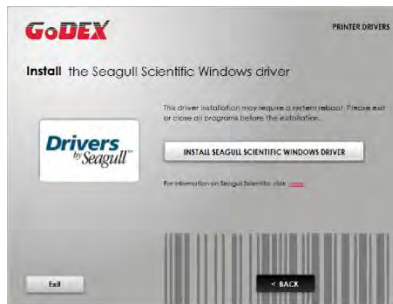 GoDEX
PRINTER DRIVERS
Install the Seagull Scientific Windows driver
This driver installation may require a system reboot. Please exit
or close all programs before the installation.
Drivers
by Seagull™
INSTALL SEAGULL SCIENTIFIC WINDOWS DRIVER
For information on Seagull Scientific click
Exit
< BACK